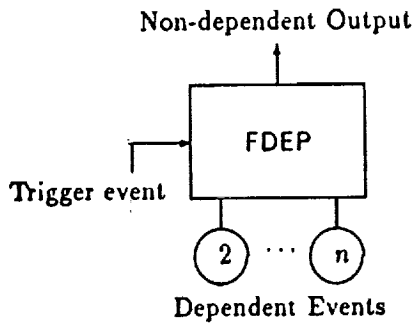 Non-dependent Output
FDEP
Trigger event
2 ... n
Dependent Events